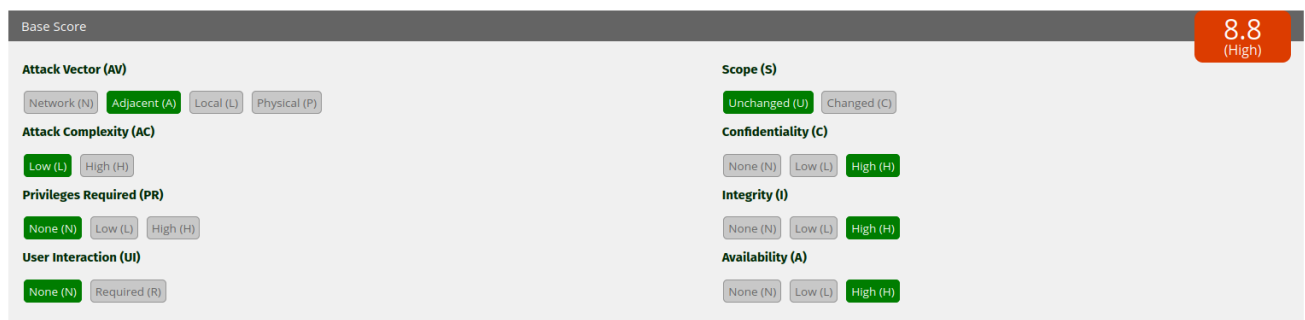 Base Score
8.8
(High)
Attack Vector (AV)
Network (N) Adjacent (A) Local (L) Physical (P)
Attack Complexity (AC)
Low (L) High (H)
Privileges Required (PR)
None (N) Low (L) High (H)
User Interaction (UI)
None (N) Required (R)
Scope (S)
Unchanged (U) Changed (C)
Confidentiality (C)
None (N) Low (L) High (H)
Integrity (I)
None (N) Low (L) High (H)
Availability (A)
None (N) Low (L) High (H)